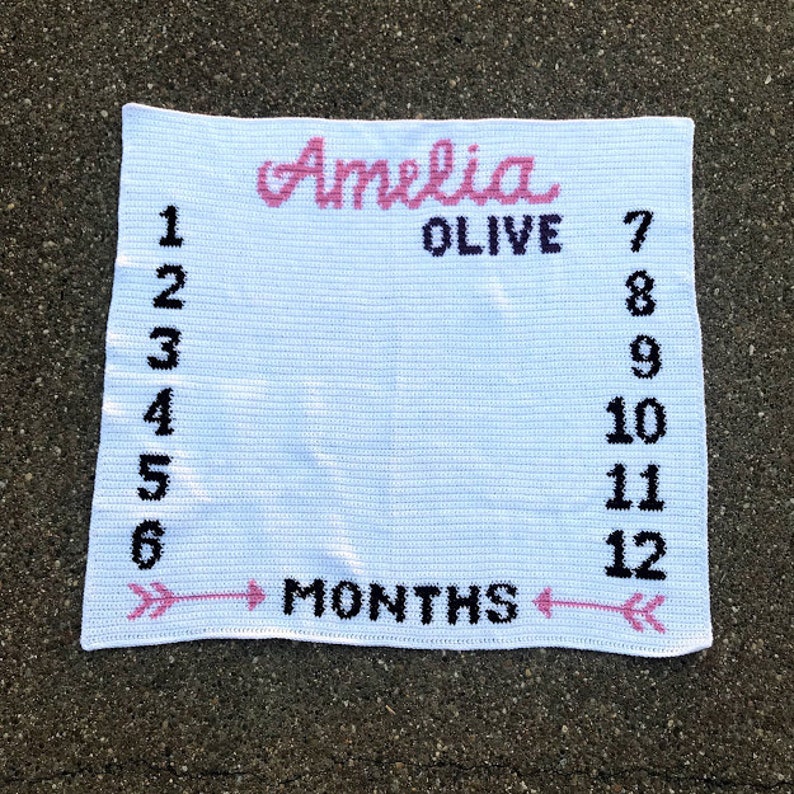 Amelia
OLIVE
1 7
2 8
3 9
4 10
5 11
6 12
MONTHS